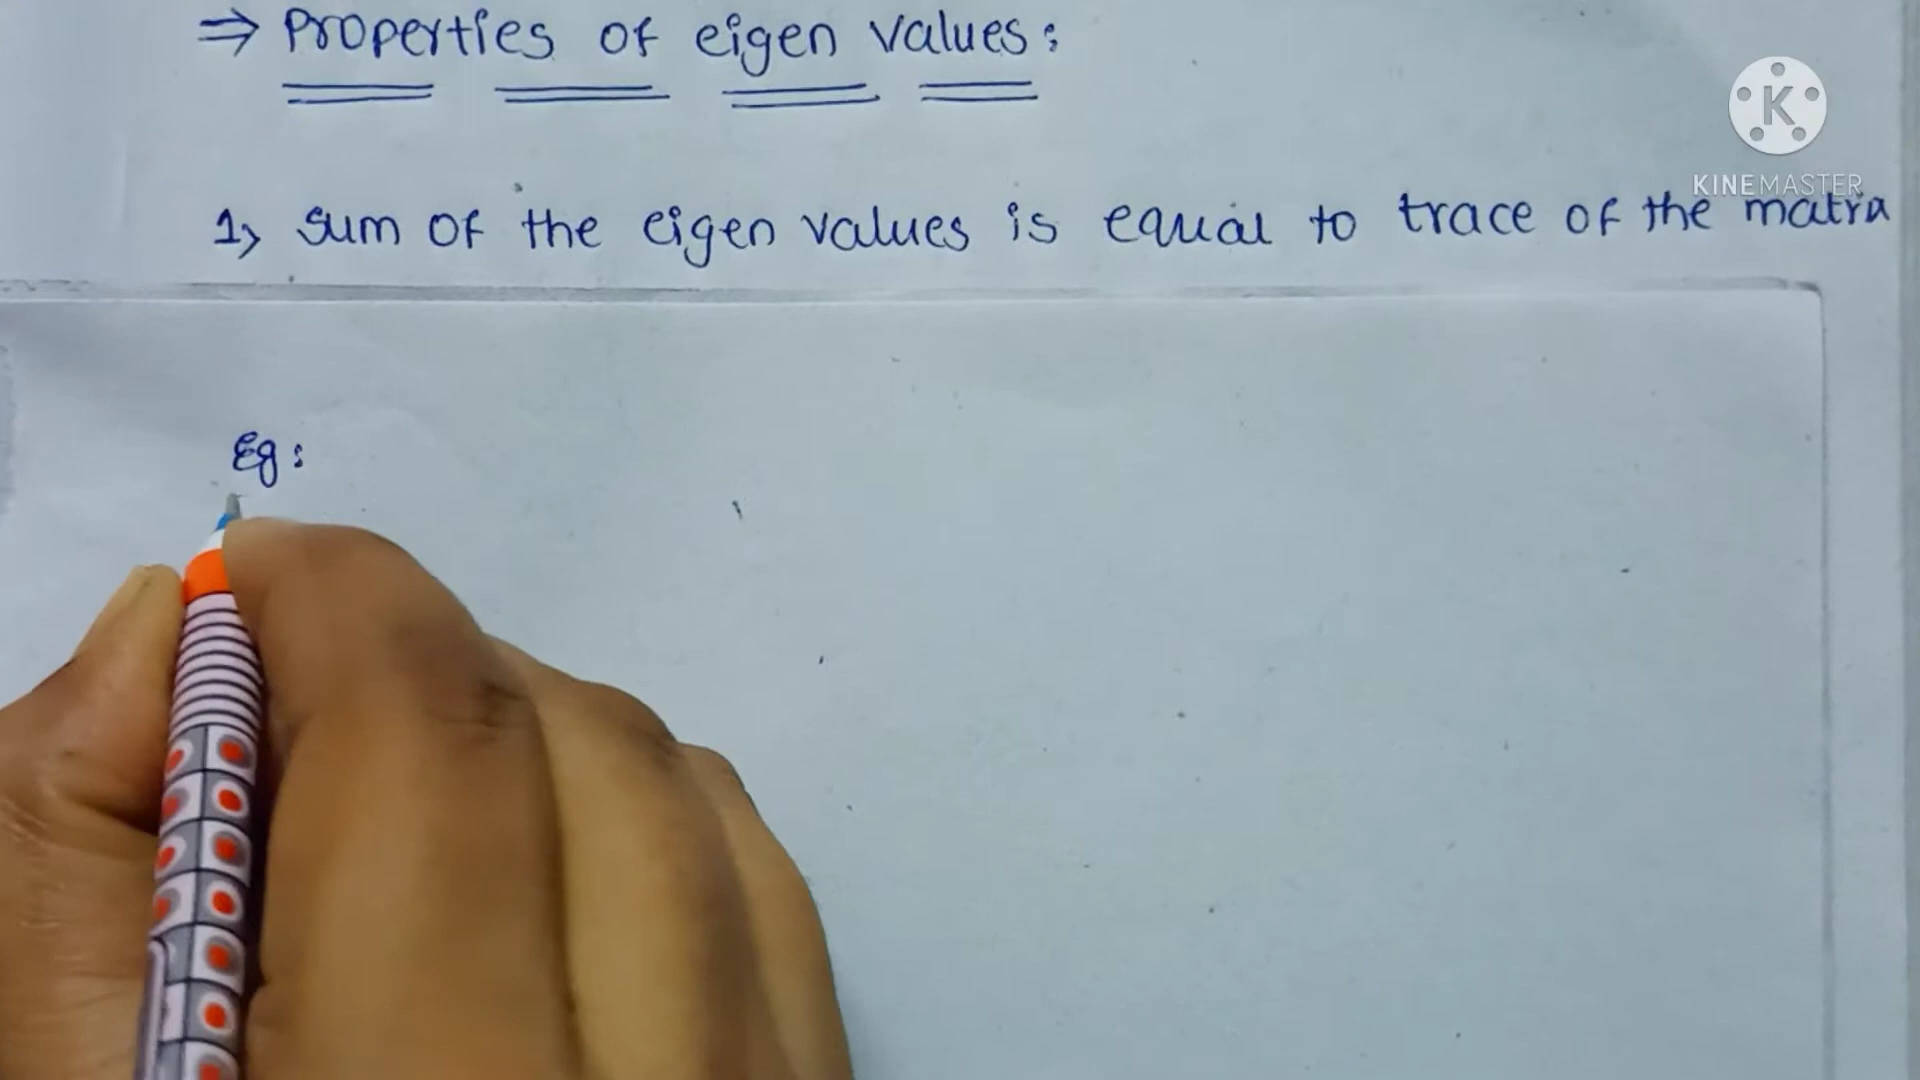 ⇒ Properties of eigen values:
K
KINEMASTER
1) Sum of the eigen values is equal to trace of the matrix
Eg: